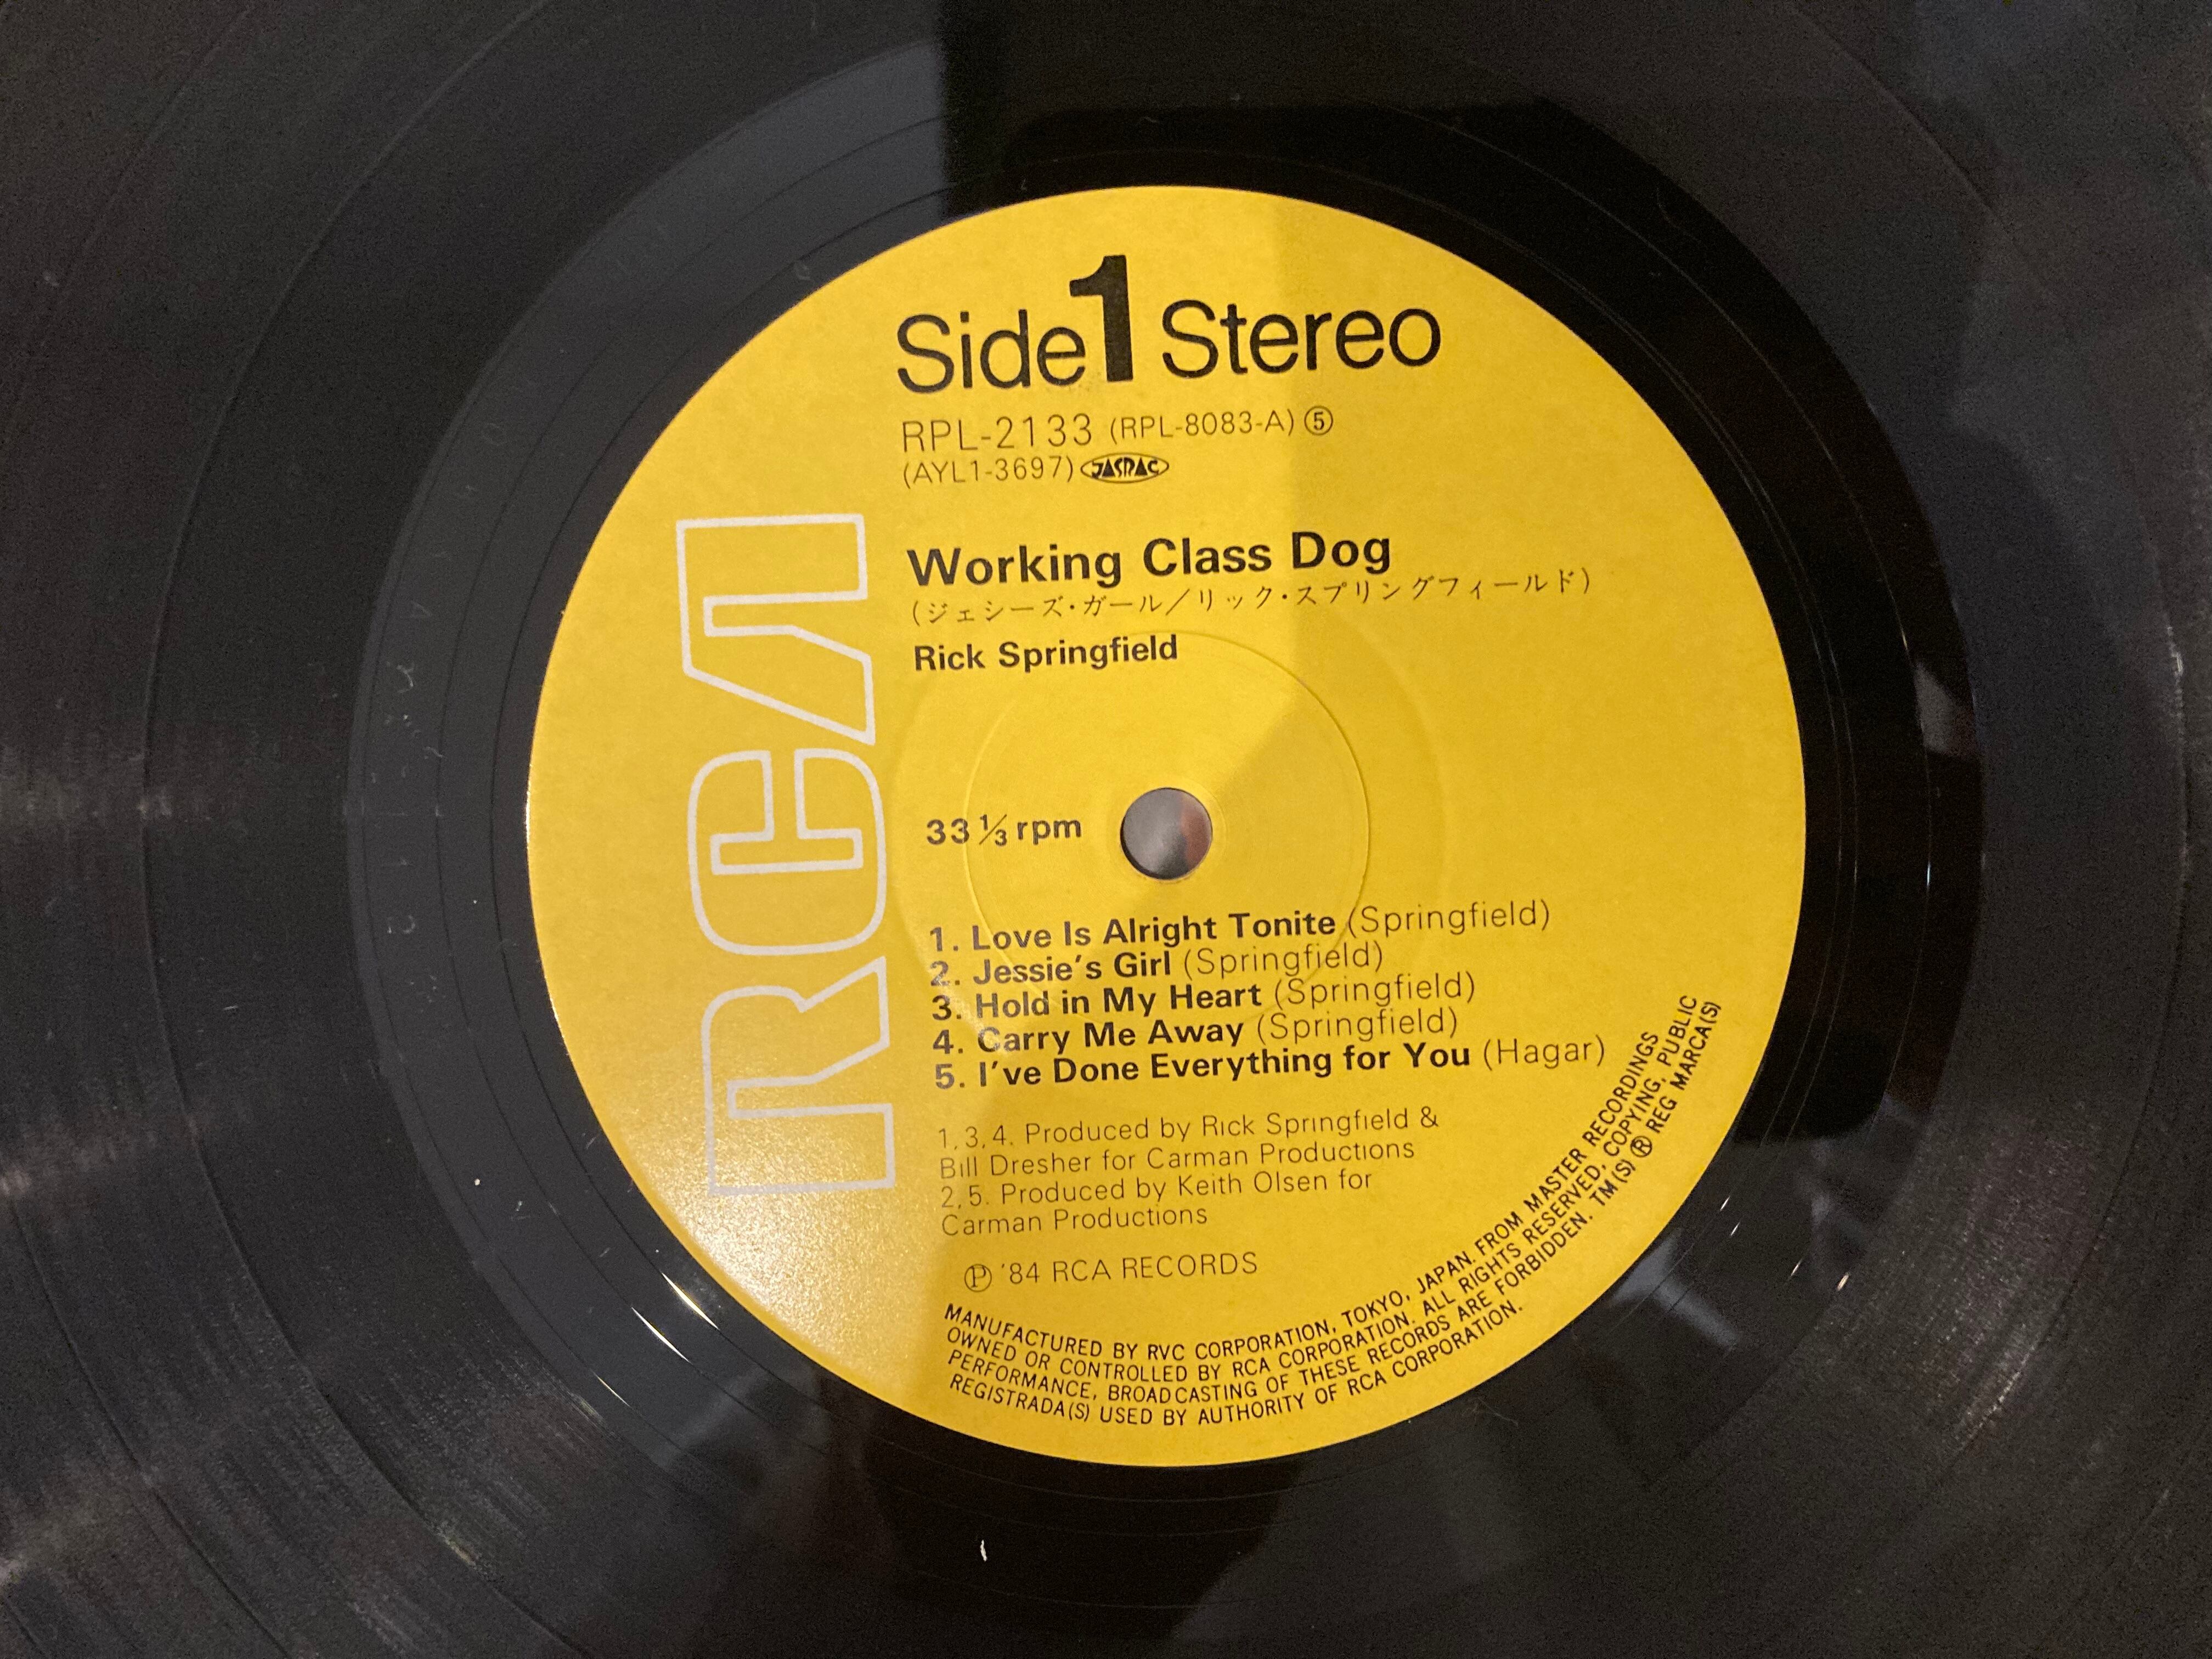 Side 1 Stereo
RPL-2133 (RPL-8083-A) ⑤
(AYL1-3697) JASRAC
RCA
Working Class Dog
(ジェシーズ・ガール/リック・スプリングフィールド)
Rick Springfield
33 1/3 rpm
1. Love Is Alright Tonite (Springfield)
2. Jessie's Girl (Springfield)
3. Hold in My Heart (Springfield)
4. Carry Me Away (Springfield)
5. I've Done Everything for You (Hagar)
1, 3, 4. Produced by Rick Springfield &
Bill Dresher for Carman Productions
2, 5. Produced by Keith Olsen for
Carman Productions
℗ '84 RCA RECORDS
MANUFACTURED BY RVC CORPORATION, TOKYO, JAPAN. FROM MASTER RECORDINGS
OWNED OR CONTROLLED BY RCA CORPORATION. ALL RIGHTS RESERVED, COPYING, PUBLIC
PERFORMANCE, BROADCASTING OF THESE RECORDS ARE FORBIDDEN. TM(S) ® REG MARCA(S)
REGISTRADA(S) USED BY AUTHORITY OF RCA CORPORATION.